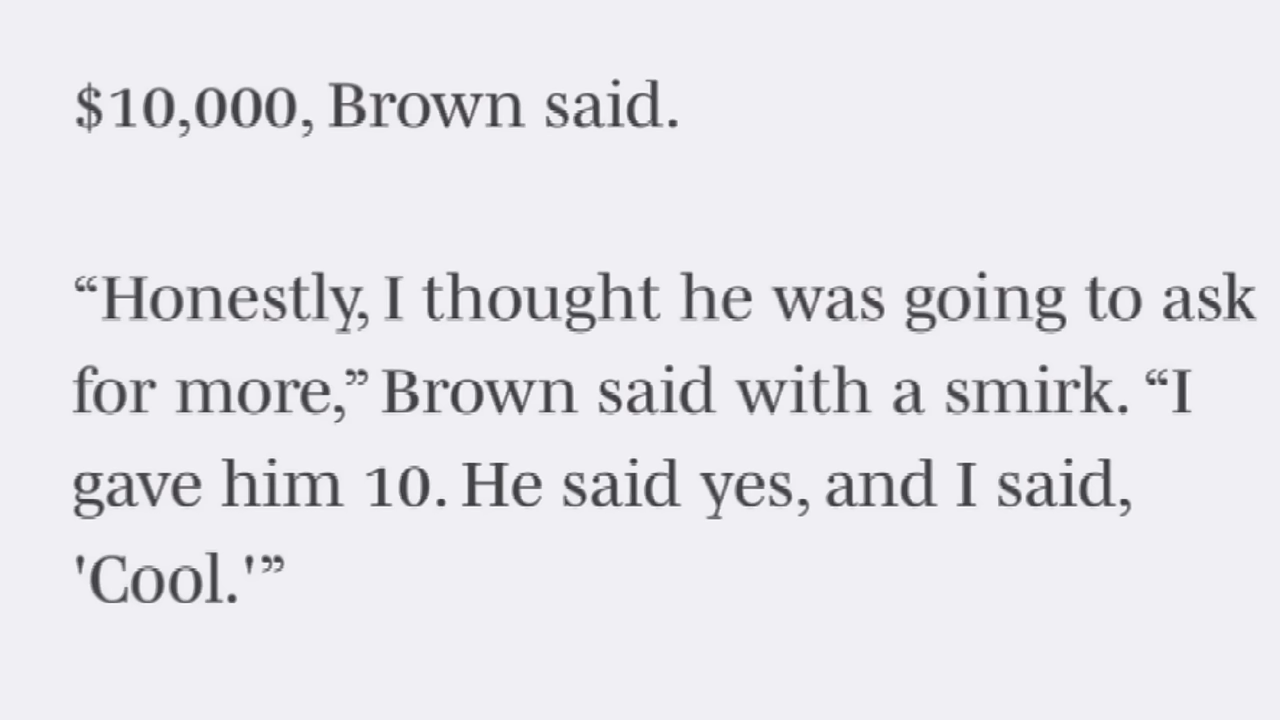 $10,000, Brown said.
“Honestly, I thought he was going to ask
for more,” Brown said with a smirk. “I
gave him 10. He said yes, and I said,
'Cool.'”